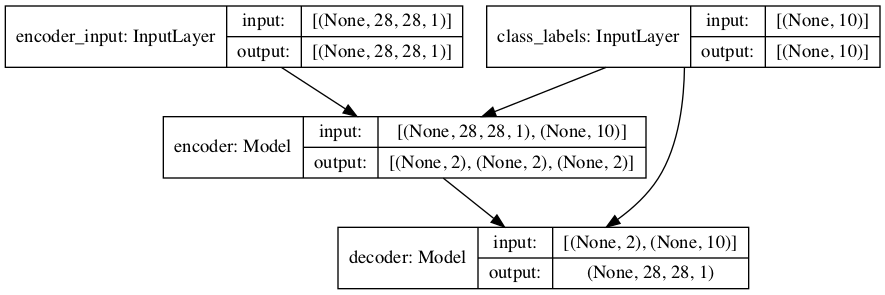 encoder_input: InputLayer
input: [(None, 28, 28, 1)]
output: [(None, 28, 28, 1)]
class_labels: InputLayer
input: [(None, 10)]
output: [(None, 10)]
encoder: Model
input: [(None, 28, 28, 1), (None, 10)]
output: [(None, 2), (None, 2), (None, 2)]
decoder: Model
input: [(None, 2), (None, 10)]
output: (None, 28, 28, 1)